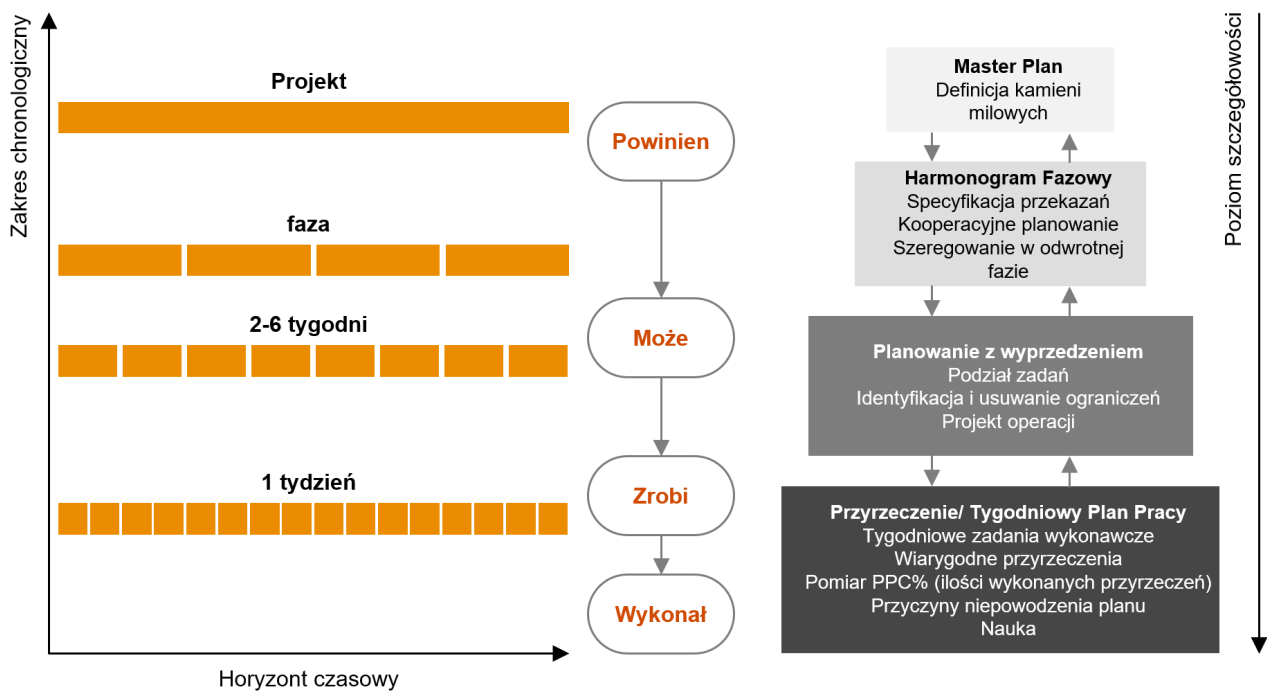 Zakres chronologiczny
Projekt
faza
2-6 tygodni
1 tydzień
Horyzont czasowy
Powinien
Może
Zrobi
Wykonał
Master Plan
Definicja kamieni
milowych
Harmonogram Fazowy
Specyfikacja przekazań
Kooperacyjne planowanie
Szeregowanie w odwrotnej
fazie
Planowanie z wyprzedzeniem
Podział zadań
Identyfikacja i usuwanie ograniczeń
Projekt operacji
Przyrzeczenie/ Tygodniowy Plan Pracy
Tygodniowe zadania wykonawcze
Wiarygodne przyrzeczenia
Pomiar PPC% (ilości wykonanych przyrzeczeń)
Przyczyny niepowodzenia planu
Nauka
Poziom szczegółowości